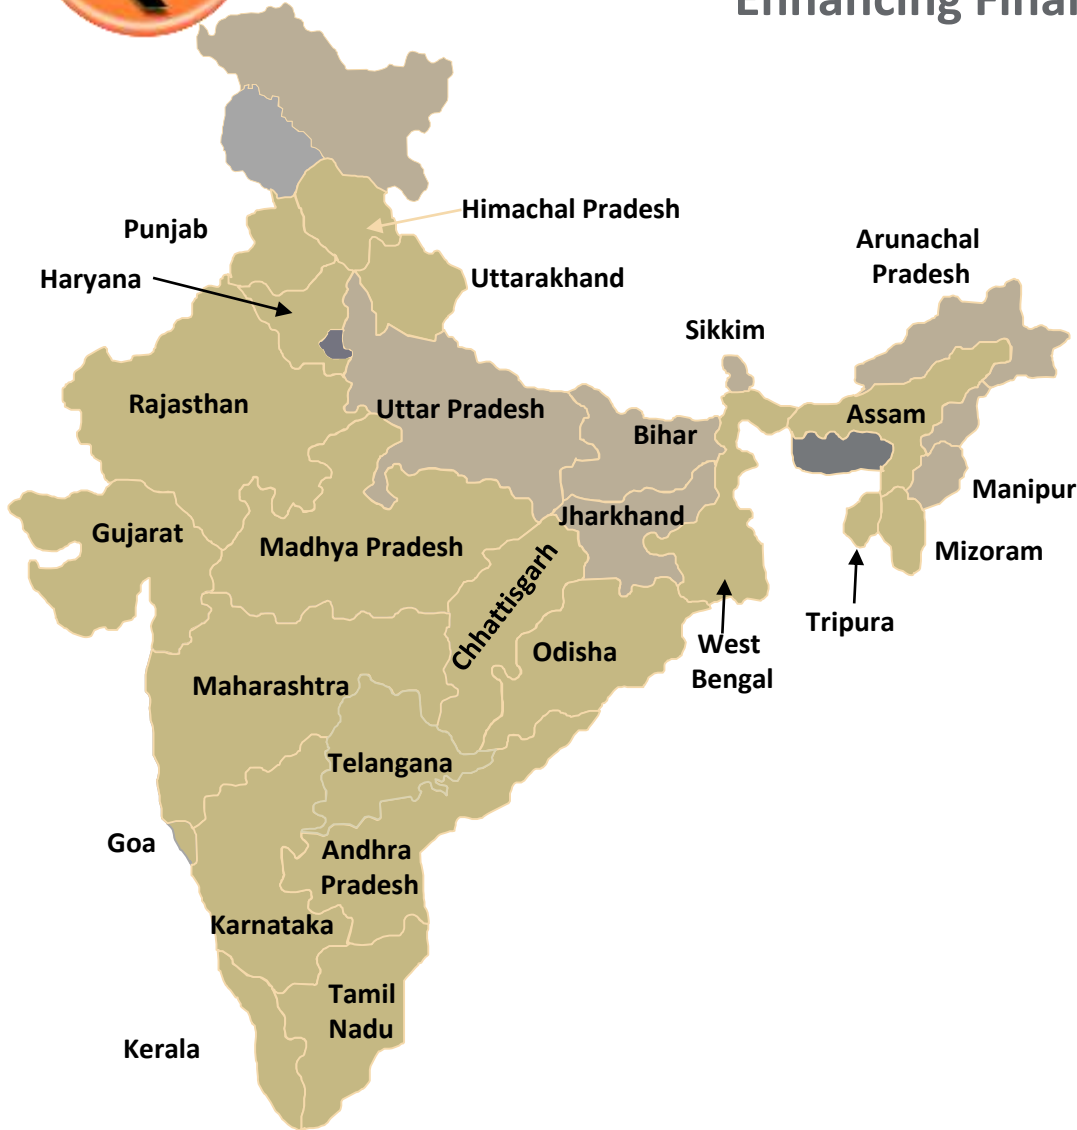 Himachal Pradesh
Punjab
Arunachal
Pradesh
Haryana
Uttarakhand
Sikkim
Rajasthan
Uttar Pradesh
Assam
Bihar
Manipur
Jharkhand
Gujarat
Madhya Pradesh
Mizoram
Chhattisgarh
Tripura
West
Bengal
Odisha
Maharashtra
Telangana
Goa
Andhra
Pradesh
Karnataka
Tamil
Nadu
Kerala